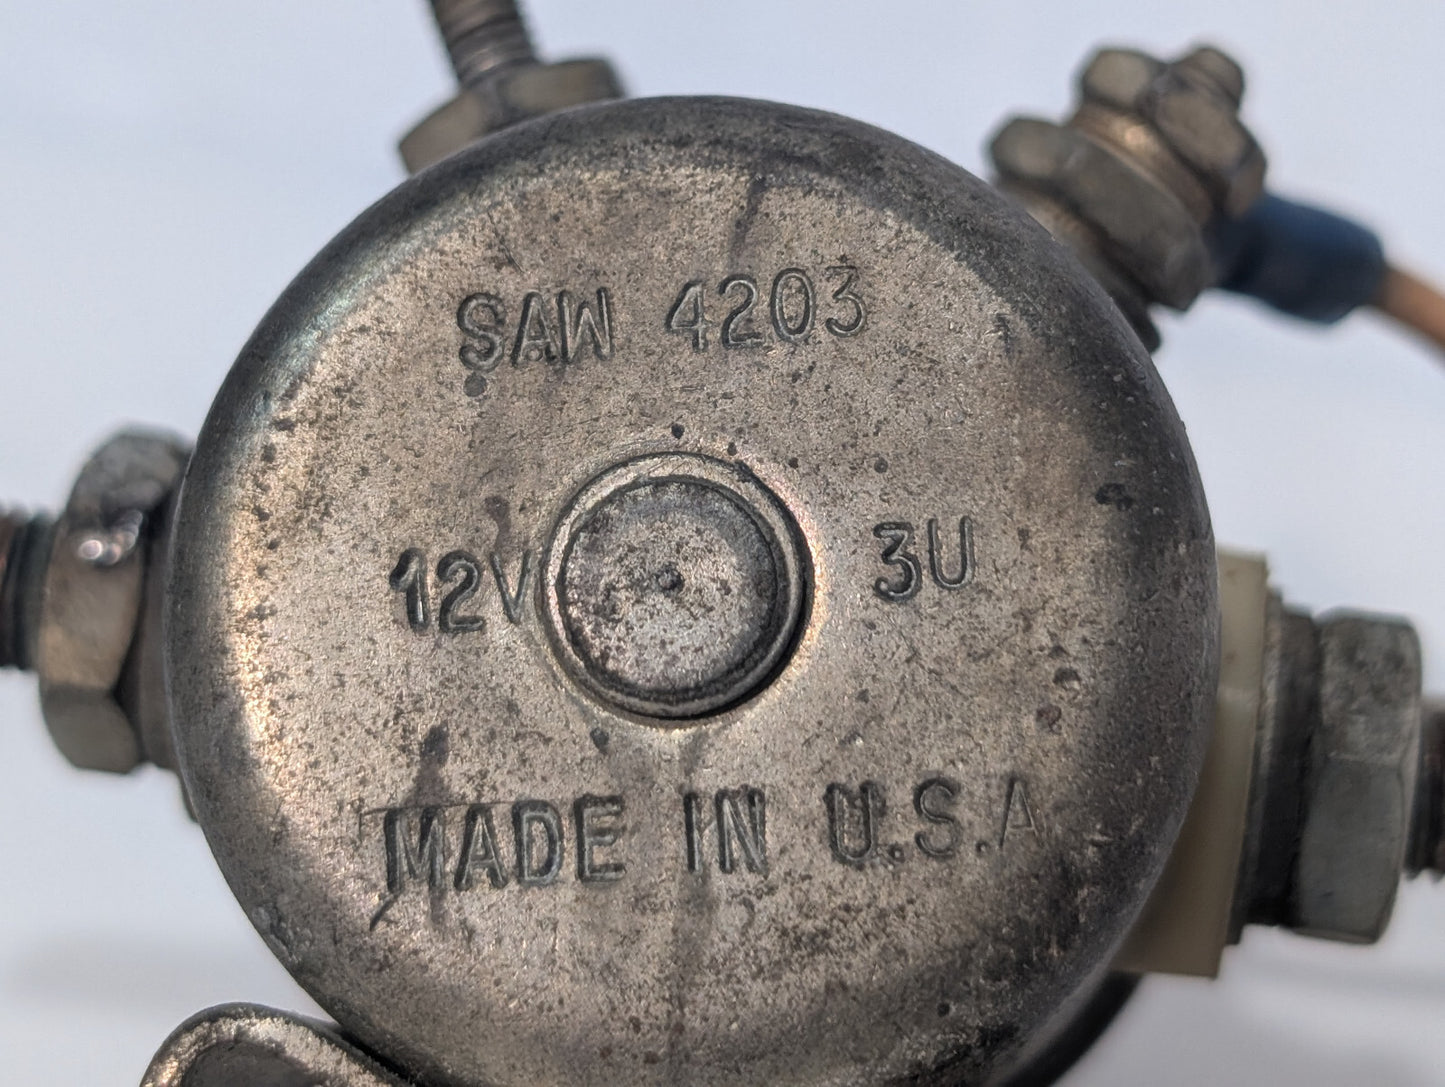 SAW 4203
12V 3U
MADE IN U.S.A